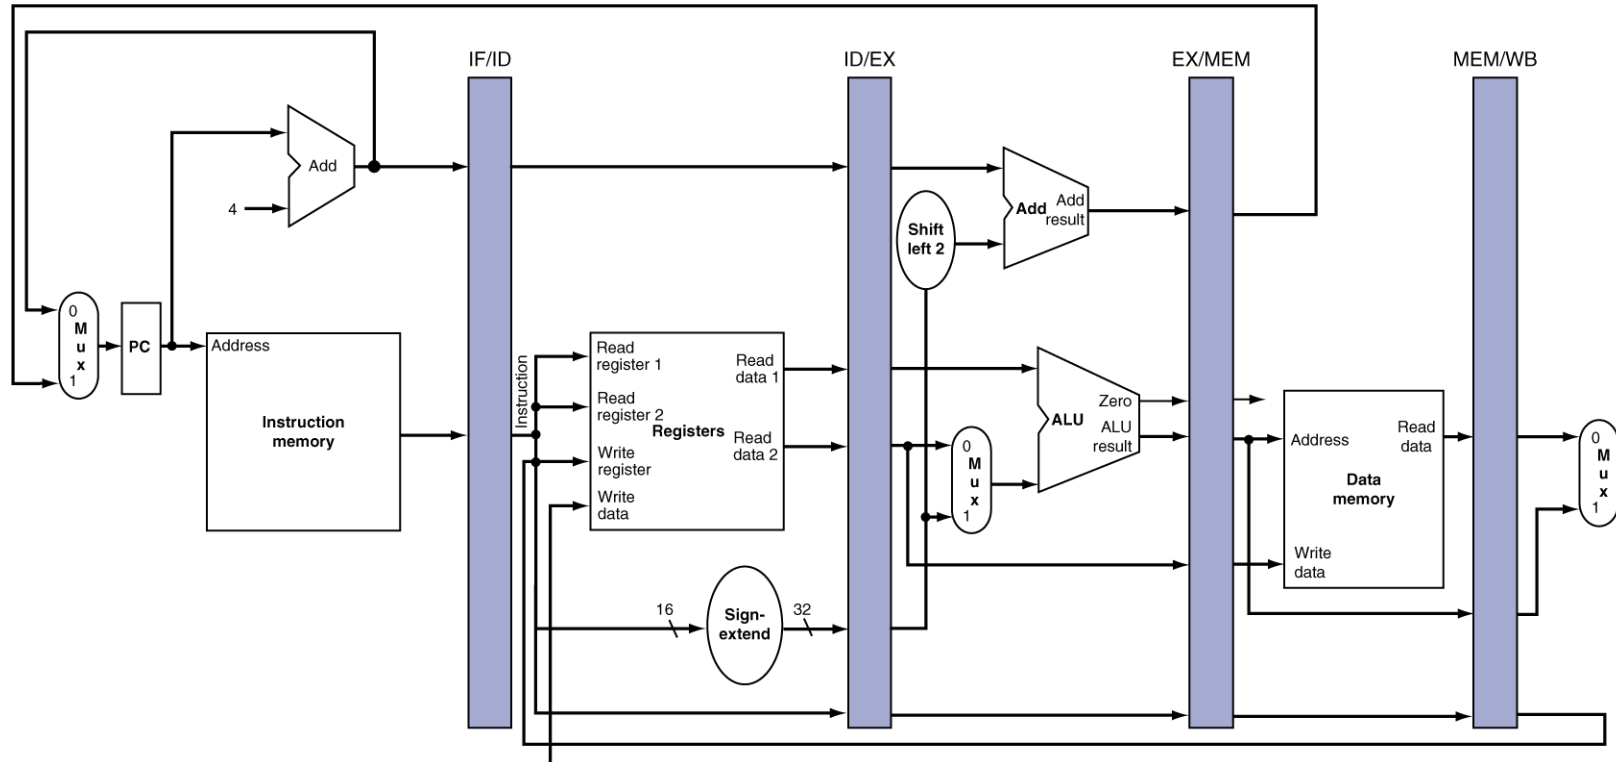 IF/ID
ID/EX
EX/MEM
MEM/WB
Add
4
Shift
left 2
Add
Add
result
0
M
u
x
1
PC
Address
Instruction
memory
Instruction
Read
register 1
Read
register 2
Write
register
Write
data
Registers
Read
data 1
Read
data 2
16
Sign-
extend
32
0
M
u
x
1
ALU
Zero
ALU
result
Address
Read
data
Data
memory
Write
data
0
M
u
x
1